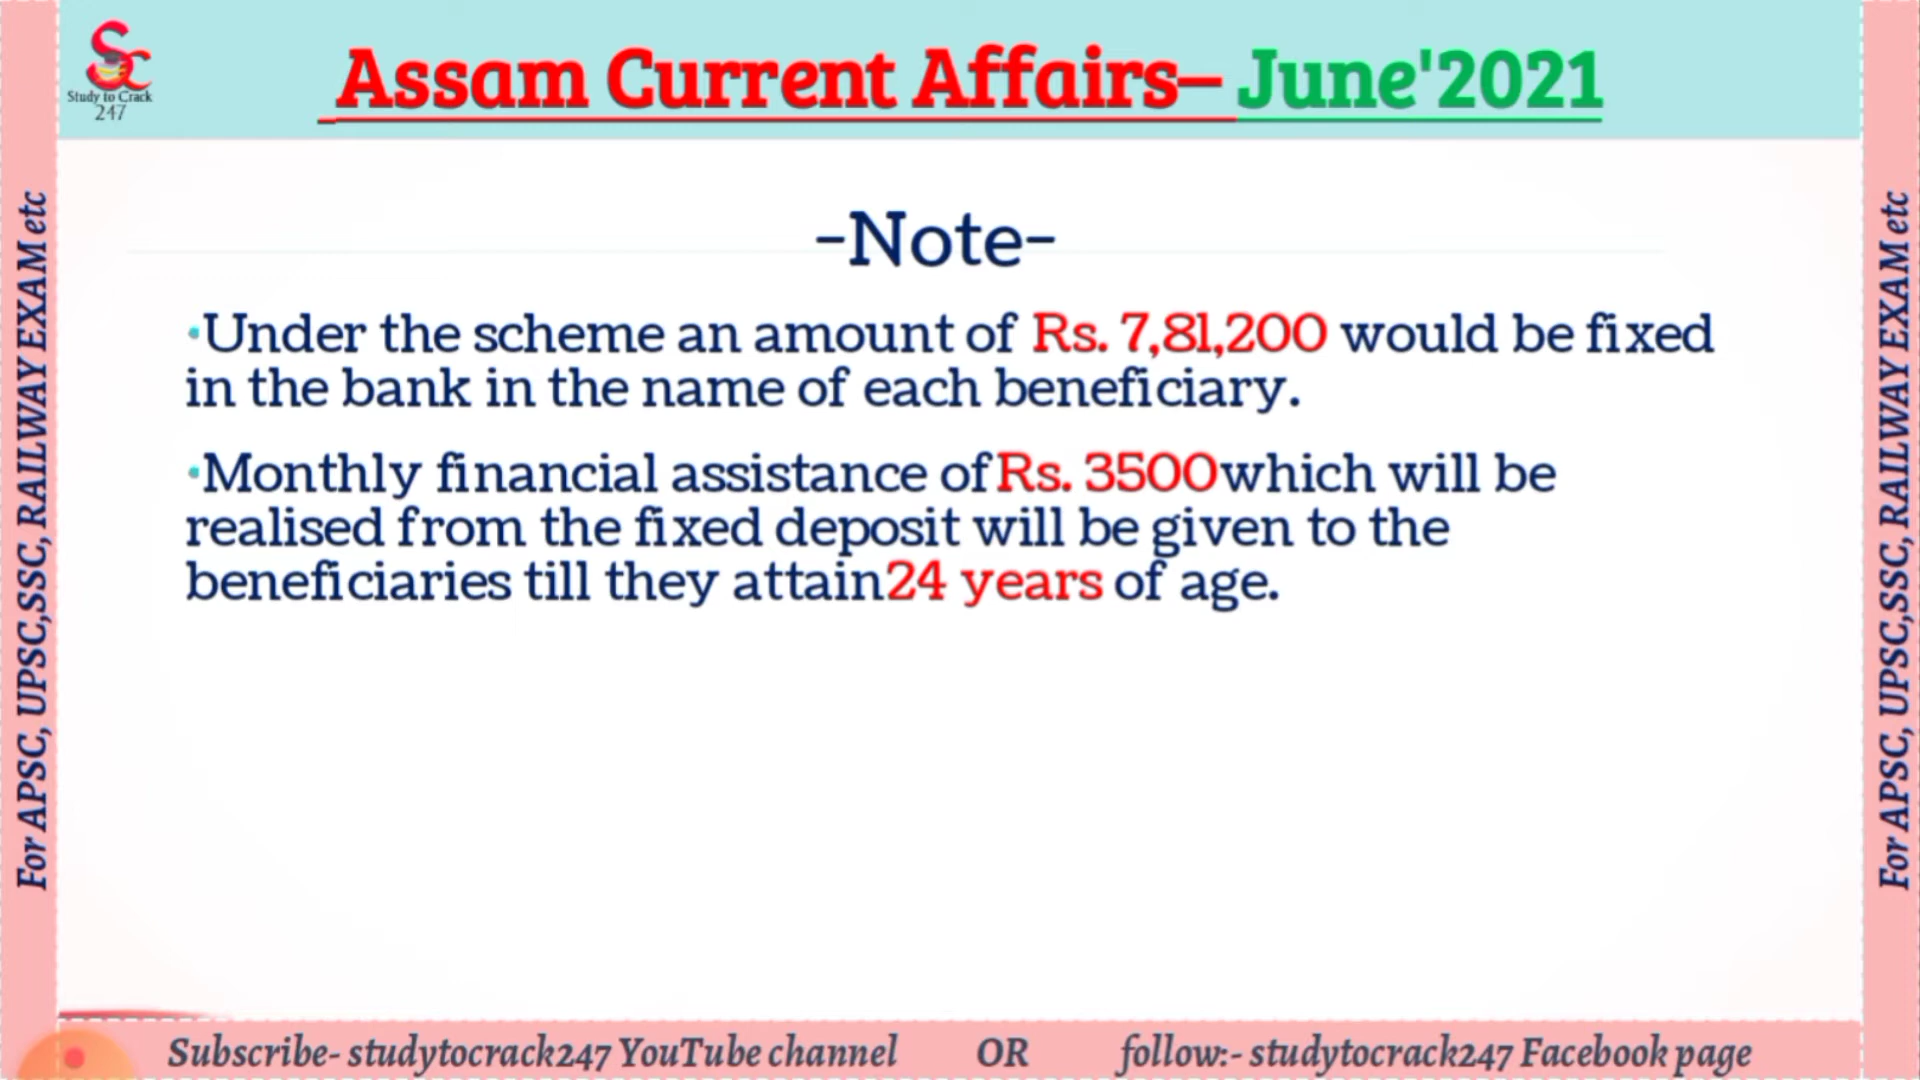 Sc
Study to Crack
247
Assam Current Affairs– June'2021
For APSC, UPSC,SSC, RAILWAY EXAM etc
-Note-
•Under the scheme an amount of Rs. 7,81,200 would be fixed
in the bank in the name of each beneficiary.
•Monthly financial assistance of Rs. 3500 which will be
realised from the fixed deposit will be given to the
beneficiaries till they attain 24 years of age.
For APSC, UPSC,SSC, RAILWAY EXAM etc
Subscribe- studytocrack247 YouTube channel OR follow:- studytocrack247 Facebook page